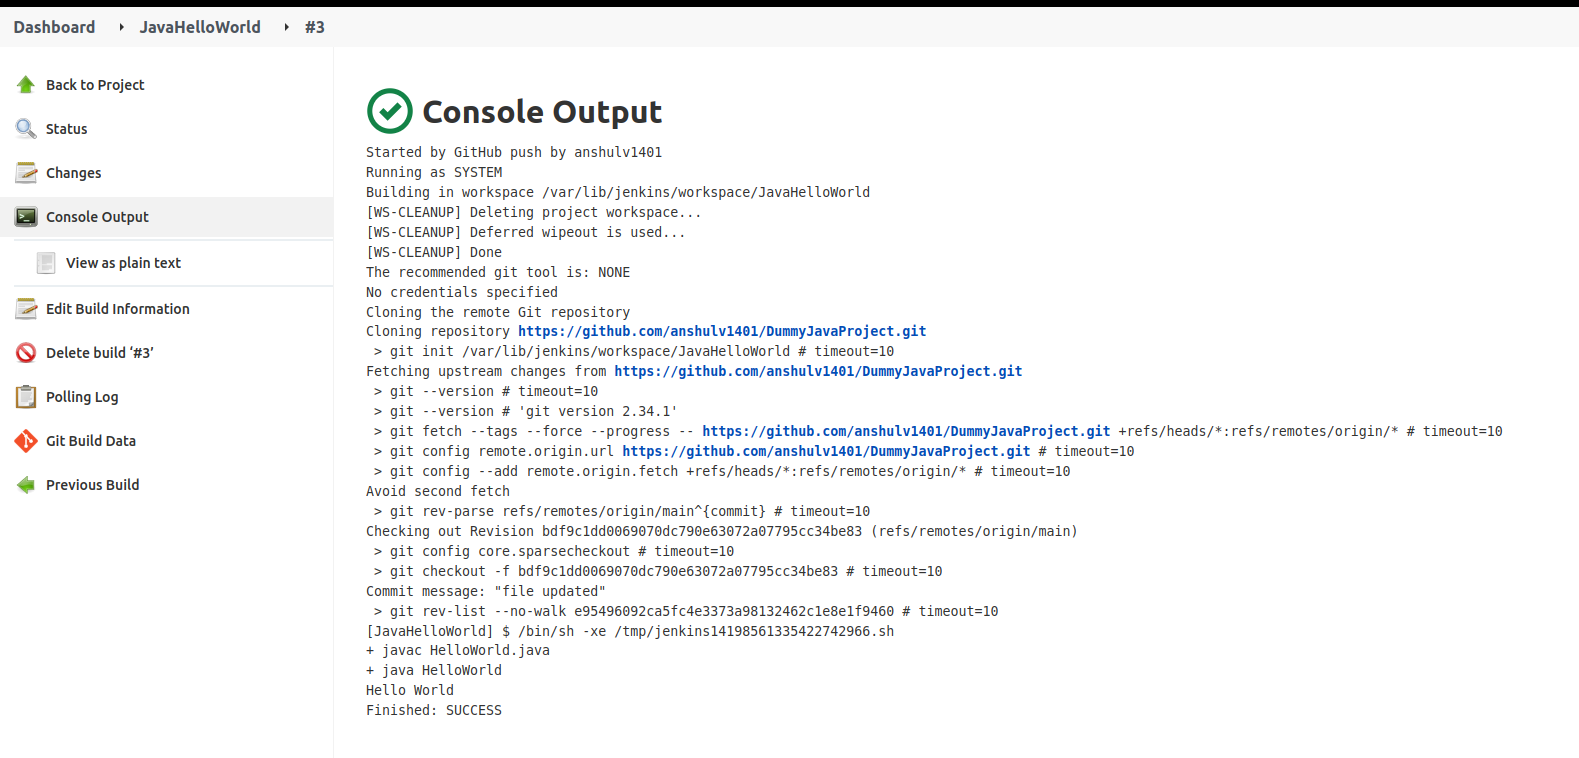 Dashboard JavaHelloWorld #3
Back to Project
Status
Changes
Console Output
View as plain text
Edit Build Information
Delete build ‘#3’
Polling Log
Git Build Data
Previous Build
Console Output
Started by GitHub push by anshulv1401
Running as SYSTEM
Building in workspace /var/lib/jenkins/workspace/JavaHelloWorld
[WS-CLEANUP] Deleting project workspace...
[WS-CLEANUP] Deferred wipeout is used...
[WS-CLEANUP] Done
The recommended git tool is: NONE
No credentials specified
Cloning the remote Git repository
Cloning repository https://github.com/anshulv1401/DummyJavaProject.git
 > git init /var/lib/jenkins/workspace/JavaHelloWorld # timeout=10
Fetching upstream changes from https://github.com/anshulv1401/DummyJavaProject.git
 > git --version # timeout=10
 > git --version # 'git version 2.34.1'
 > git fetch --tags --force --progress -- https://github.com/anshulv1401/DummyJavaProject.git +refs/heads/*:refs/remotes/origin/* # timeout=10
 > git config remote.origin.url https://github.com/anshulv1401/DummyJavaProject.git # timeout=10
 > git config --add remote.origin.fetch +refs/heads/*:refs/remotes/origin/* # timeout=10
Avoid second fetch
 > git rev-parse refs/remotes/origin/main^{commit} # timeout=10
Checking out Revision bdf9c1dd0069070dc790e63072a07795cc34be83 (refs/remotes/origin/main)
 > git config core.sparsecheckout # timeout=10
 > git checkout -f bdf9c1dd0069070dc790e63072a07795cc34be83 # timeout=10
Commit message: "file updated"
 > git rev-list --no-walk e95496092ca5fc4e3373a98132462c1e8e1f9460 # timeout=10
[JavaHelloWorld] $ /bin/sh -xe /tmp/jenkins14198561335422742966.sh
+ javac HelloWorld.java
+ java HelloWorld
Hello World
Finished: SUCCESS